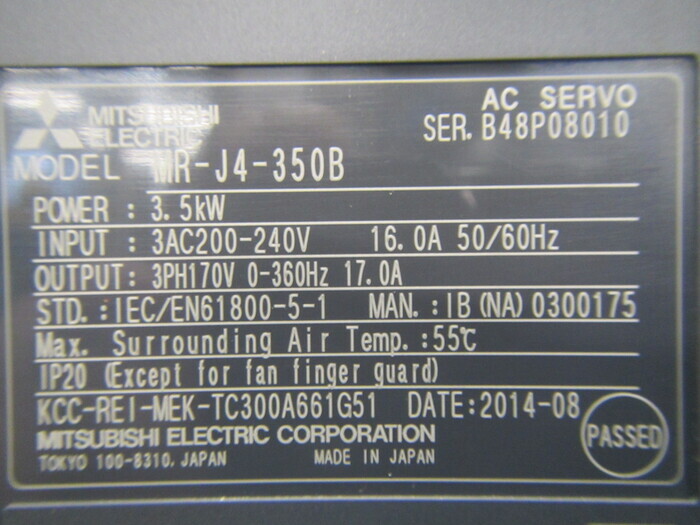 MITSUBISHI
ELECTRIC
AC SERVO
SER. B48P08010
MODEL MR-J4-350B
POWER : 3.5kW
INPUT : 3AC200-240V 16.0A 50/60Hz
OUTPUT: 3PH170V 0-360Hz 17.0A
STD.: IEC/EN61800-5-1 MAN.: IB(NA)0300175
Max. Surrounding Air Temp.:55℃
IP20 (Except for fan finger guard)
KCC-REI-MEK-TC300A661G51 DATE:2014-08
MITSUBISHI ELECTRIC CORPORATION
TOKYO 100-8310, JAPAN MADE IN JAPAN
PASSED